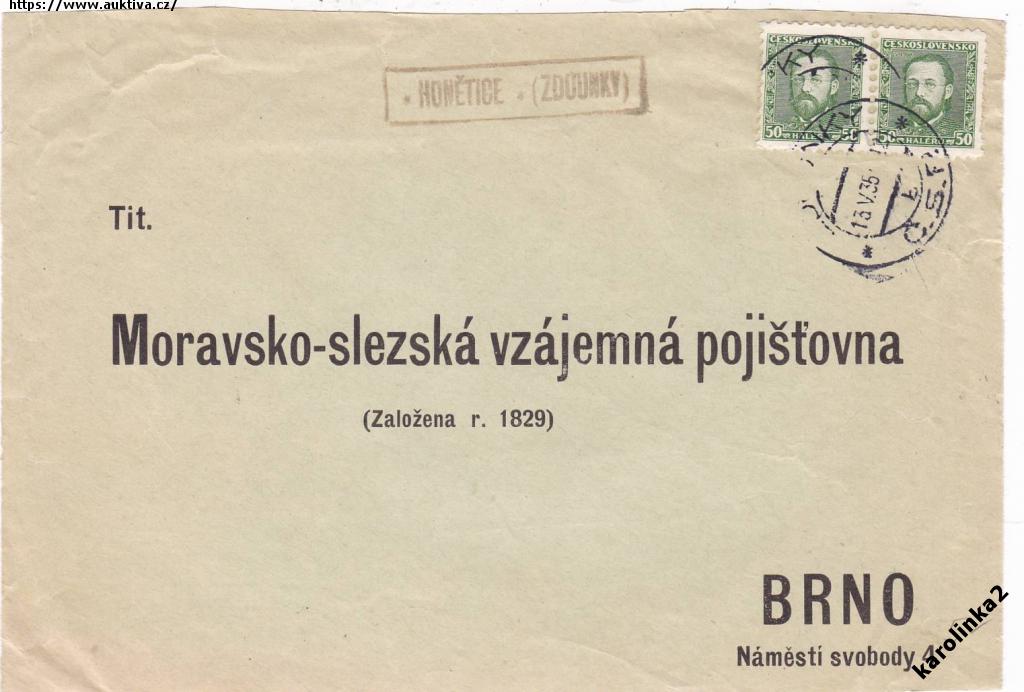 https://www.auktiva.cz/
ČESKOSLOVENSKO ČESKOSLOVENSKO
50 HALÉŘŮ 50 50 HALÉŘŮ 50
HONĚTICE (ZDOUNKY)
Č.S.R.
Tit.
Moravsko-slezská vzájemná pojišťovna
(Založena r. 1829)
BRNO
Náměstí svobody 4
karolinka2